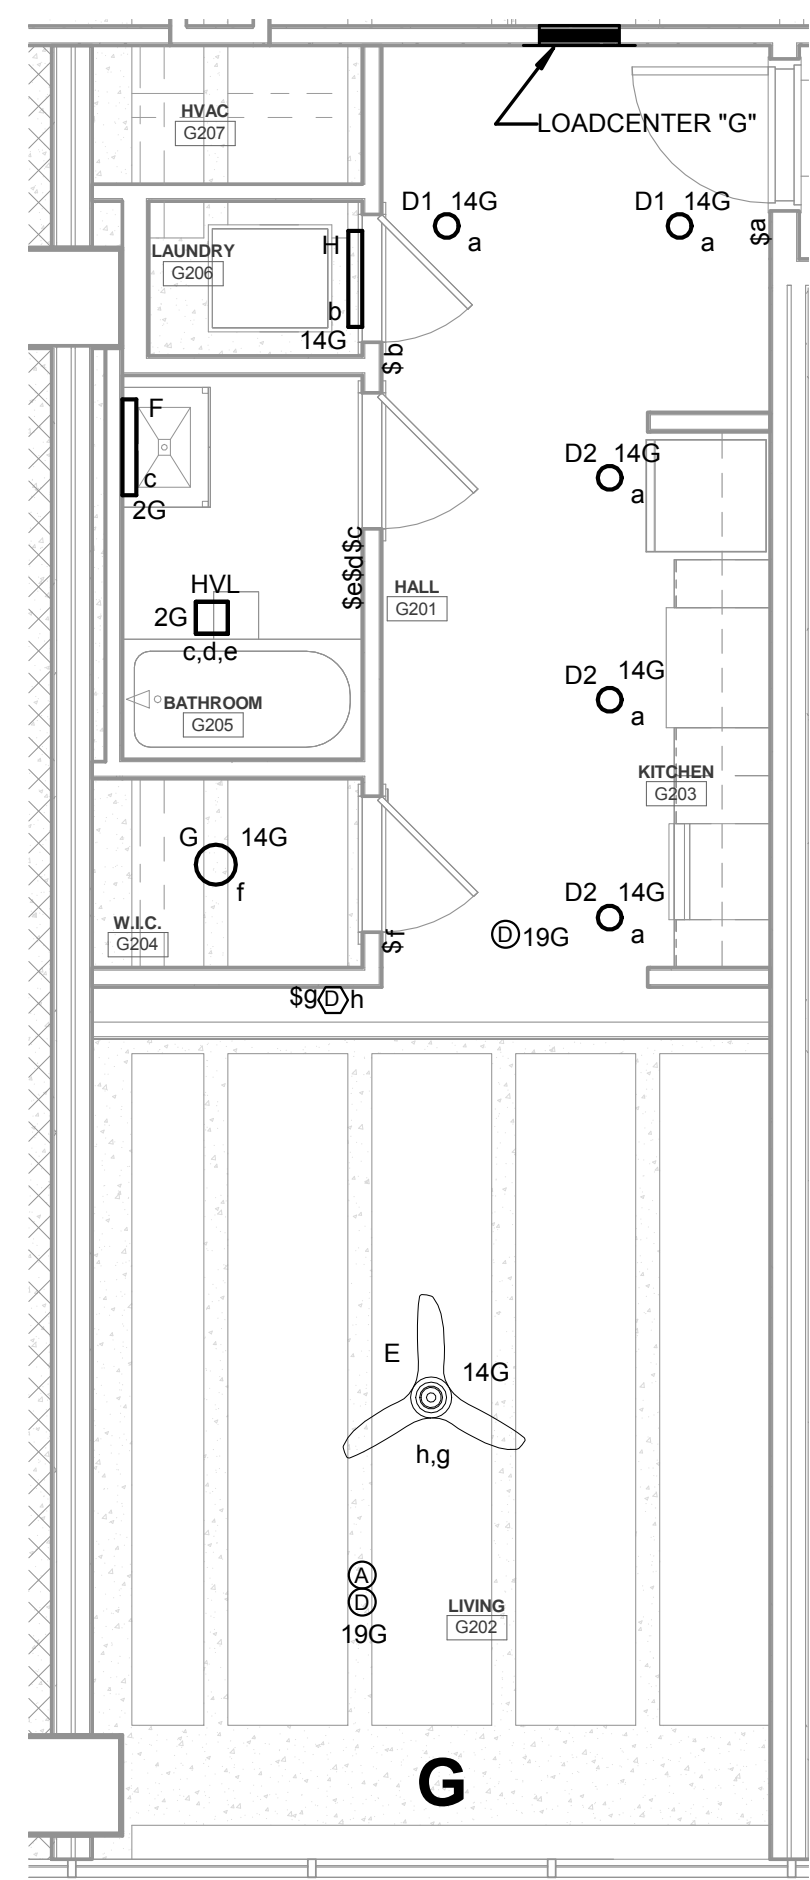 HVAC
G207
LOADCENTER "G"
D1 14G
a
D1 14G
a
$a
LAUNDRY
G206
H
b
14G
$b
F
c
2G
D2 14G
a
$e$d$c
HVL
2G
c,d,e
HALL
G201
BATHROOM
G205
D2 14G
a
KITCHEN
G203
G 14G
f
W.I.C.
G204
$f
D 19G
D2 14G
a
$g D h
E
14G
h,g
A
D
19G
LIVING
G202
G